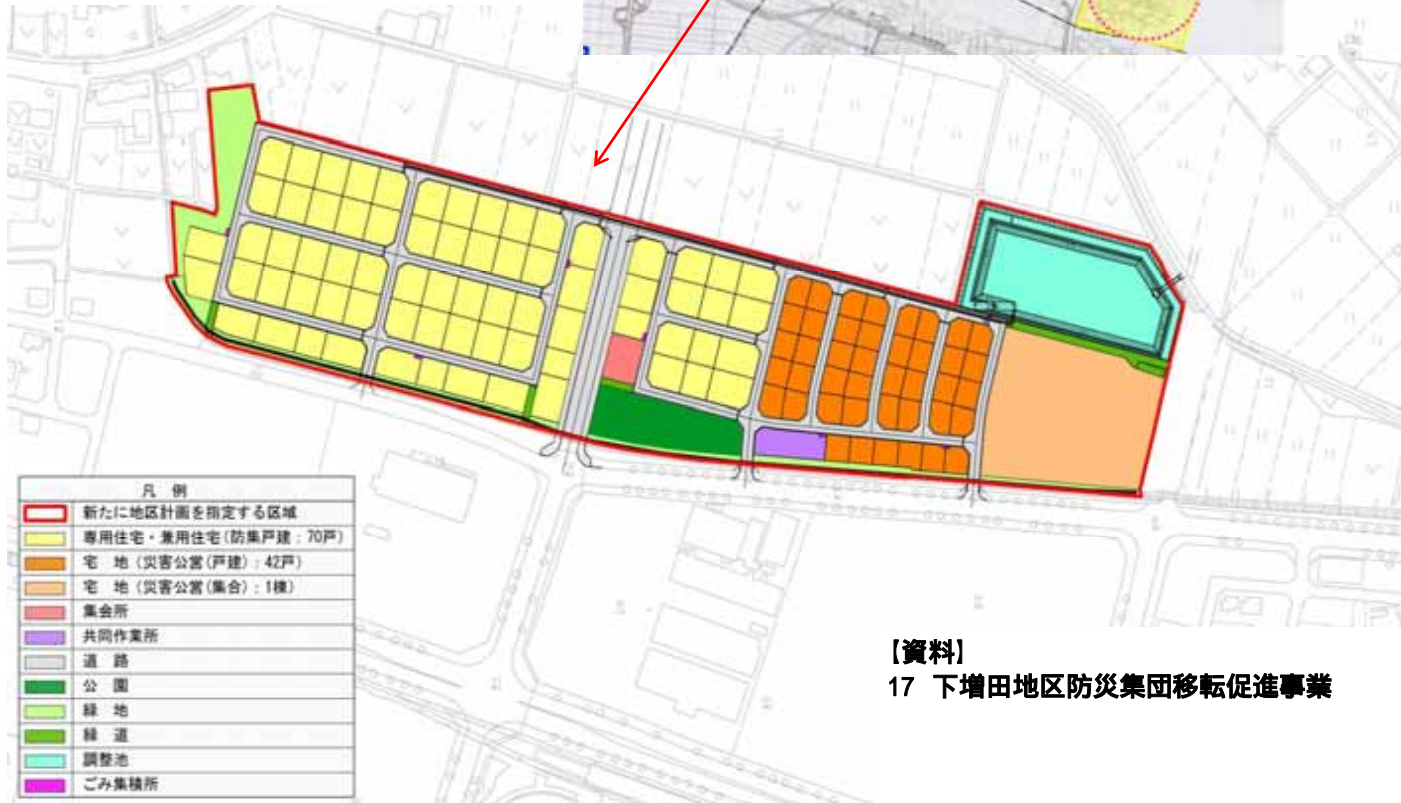 凡 例
新たに地区計画を指定する区域
専用住宅・兼用住宅(防集戸建:70戸)
宅 地(災害公営(戸建):42戸)
宅 地(災害公営(集合):1棟)
集会所
共同作業所
道 路
公 園
緑 地
緑 道
調整池
ごみ集積所
【資料】
17 下増田地区防災集団移転促進事業